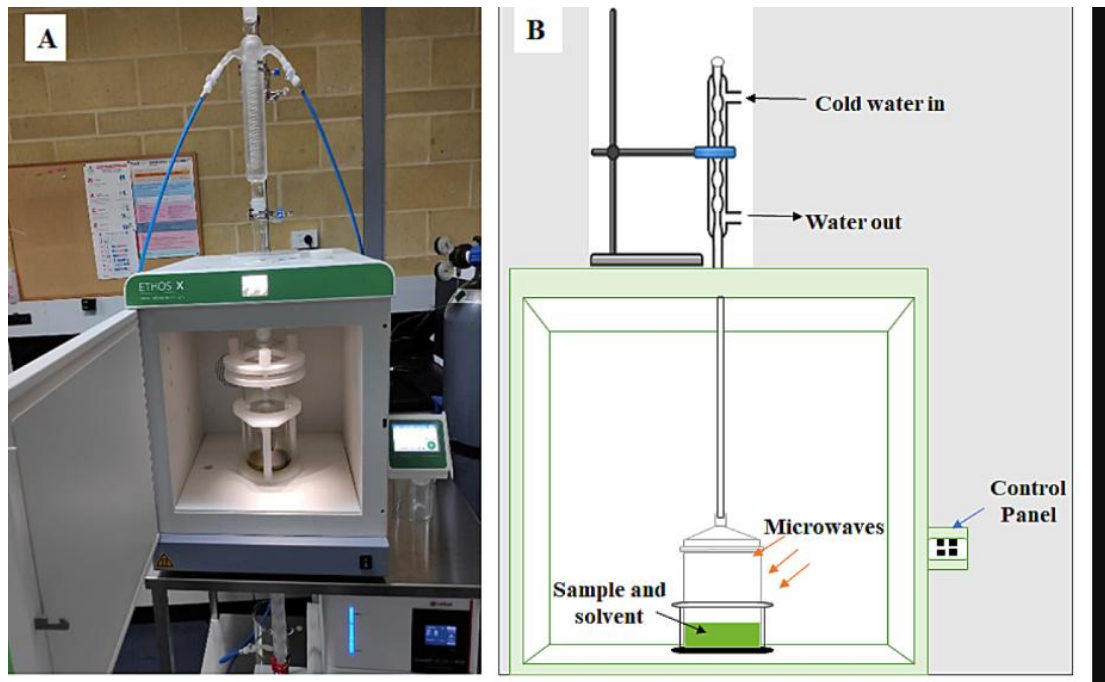 A
ETHOS X
B
Cold water in
Water out
Control
Panel
Microwaves
Sample and
solvent